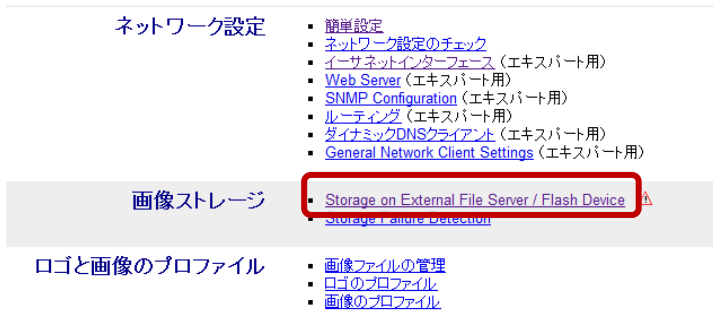 ネットワーク設定
簡単設定
ネットワーク設定のチェック
イーサネットインターフェース (エキスパート用)
Web Server (エキスパート用)
SNMP Configuration (エキスパート用)
ルーティング (エキスパート用)
ダイナミックDNSクライアント (エキスパート用)
General Network Client Settings (エキスパート用)
画像ストレージ
Storage on External File Server / Flash Device
Storage Failure Detection
ロゴと画像のプロファイル
画像ファイルの管理
ロゴのプロファイル
画像のプロファイル